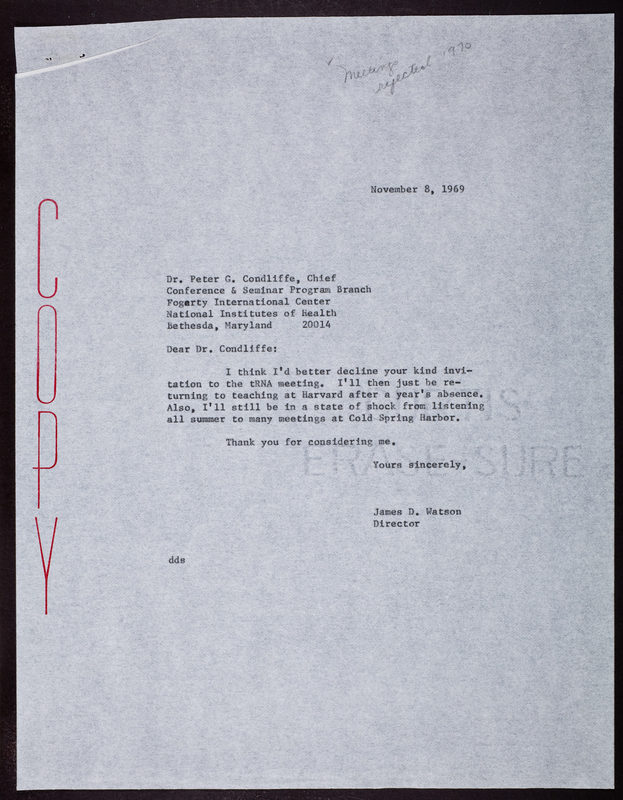 "Meetings
rejected 1970
November 8, 1969
COPY
Dr. Peter G. Condliffe, Chief
Conference & Seminar Program Branch
Fogarty International Center
National Institutes of Health
Bethesda, Maryland 20014
Dear Dr. Condliffe:
I think I'd better decline your kind invi-
tation to the tRNA meeting. I'll then just be re-
turning to teaching at Harvard after a year's absence.
Also, I'll still be in a state of shock from listening
all summer to many meetings at Cold Spring Harbor.
Thank you for considering me.
ERASE-SURE
Yours sincerely,
James D. Watson
Director
dds